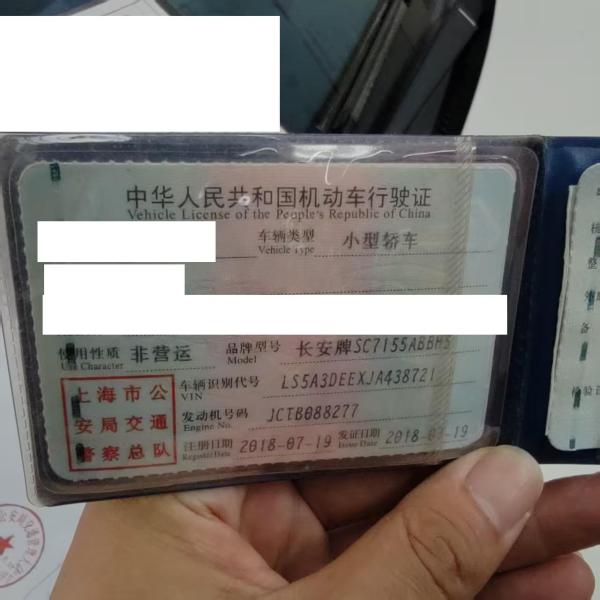 中华人民共和国机动车行驶证
Vehicle License of the People's Republic of China
车辆类型 小型轿车
Vehicle Type
使用性质 非营运 品牌型号 长安牌SC7155ABBH5
Use Character Model
车辆识别代号 LS5A3DEEXJA438721
VIN
发动机号码 JCTB088277
Engine No.
注册日期 2018-07-19 发证日期 2018-07-19
Register Date Issue Date
上海市公
安局交通
警察总队